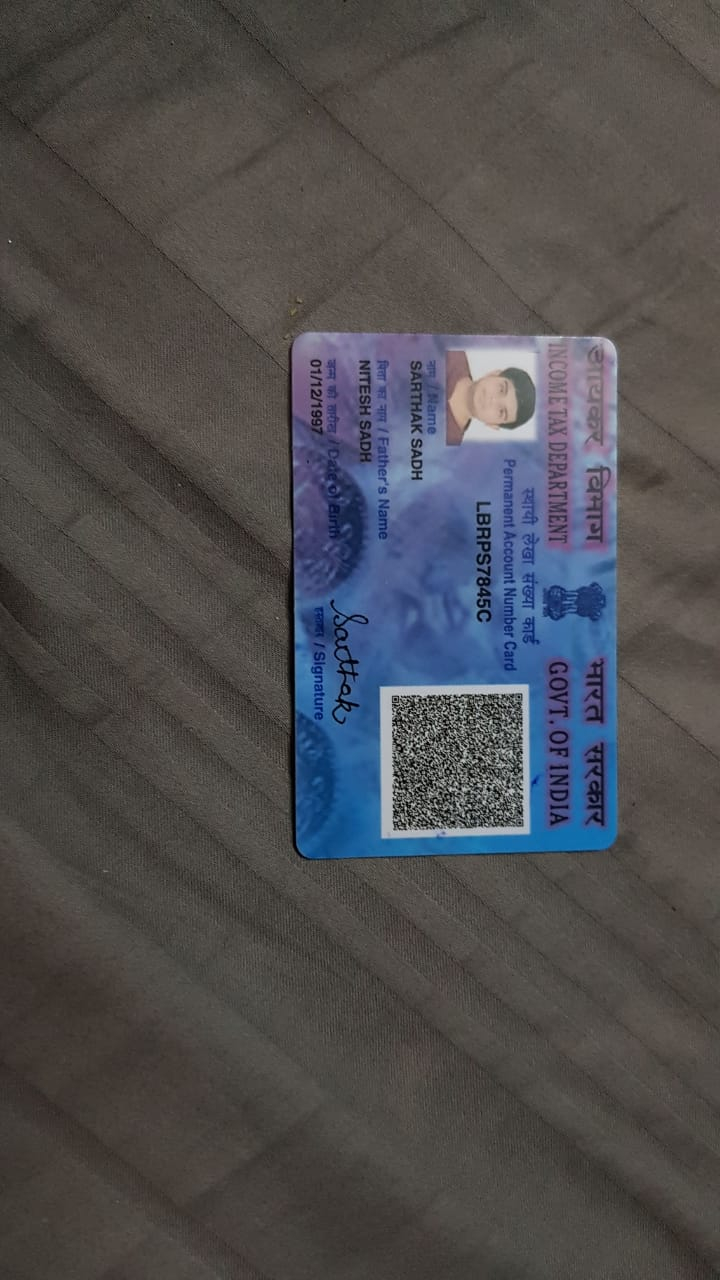 आयकर विभाग
INCOME TAX DEPARTMENT
भारत सरकार
GOVT. OF INDIA
स्थायी लेखा संख्या कार्ड
Permanent Account Number Card
LBRPS7845C
नाम / Name
SARTHAK SADH
पिता का नाम / Father's Name
NITESH SADH
जन्म की तारीख / Date of Birth
01/12/1997
Sarthak
हस्ताक्षर / Signature